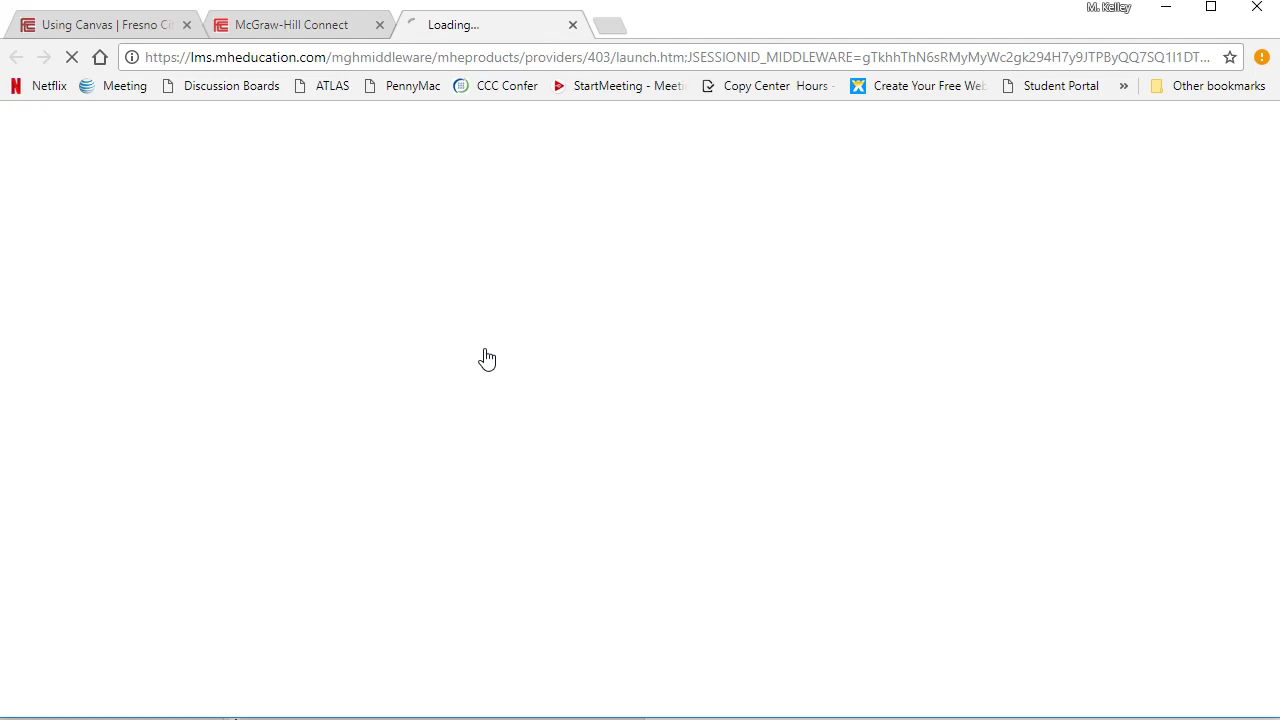 M. Kelley
Using Canvas | Fresno Ci
McGraw-Hill Connect
Loading...
https://lms.mheducation.com/mghmiddleware/mheproducts/providers/403/launch.htm;JSESSIONID_MIDDLEWARE=gTkhhThN6sRMyMyWc2gk294H7y9JTPByQQ7SQ1I1DT...
Netflix Meeting Discussion Boards ATLAS PennyMac CCC Confer StartMeeting - Meeti Copy Center Hours - Create Your Free Web Student Portal » Other bookmarks